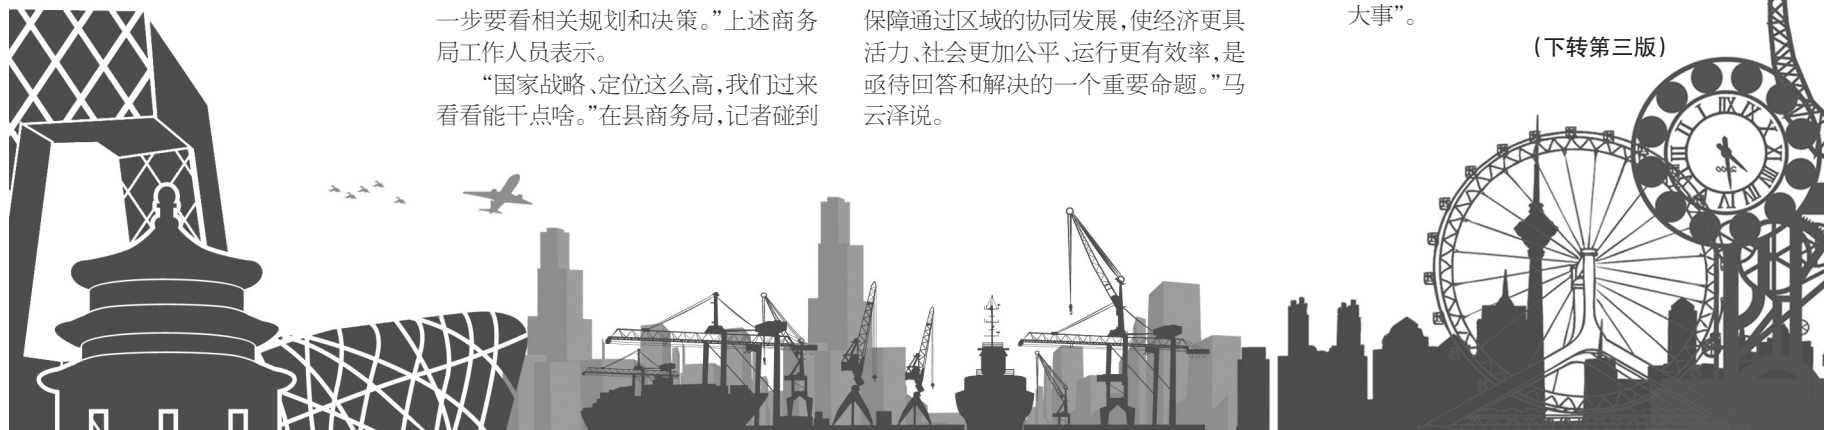 一步要看相关规划和决策。”上述商务
局工作人员表示。
“国家战略、定位这么高,我们过来
看看能干点啥。”在县商务局,记者碰到
保障通过区域的协同发展,使经济更具
活力、社会更加公平、运行更有效率,是
亟待回答和解决的一个重要命题。”马
云泽说。
大事”。
(下转第三版)